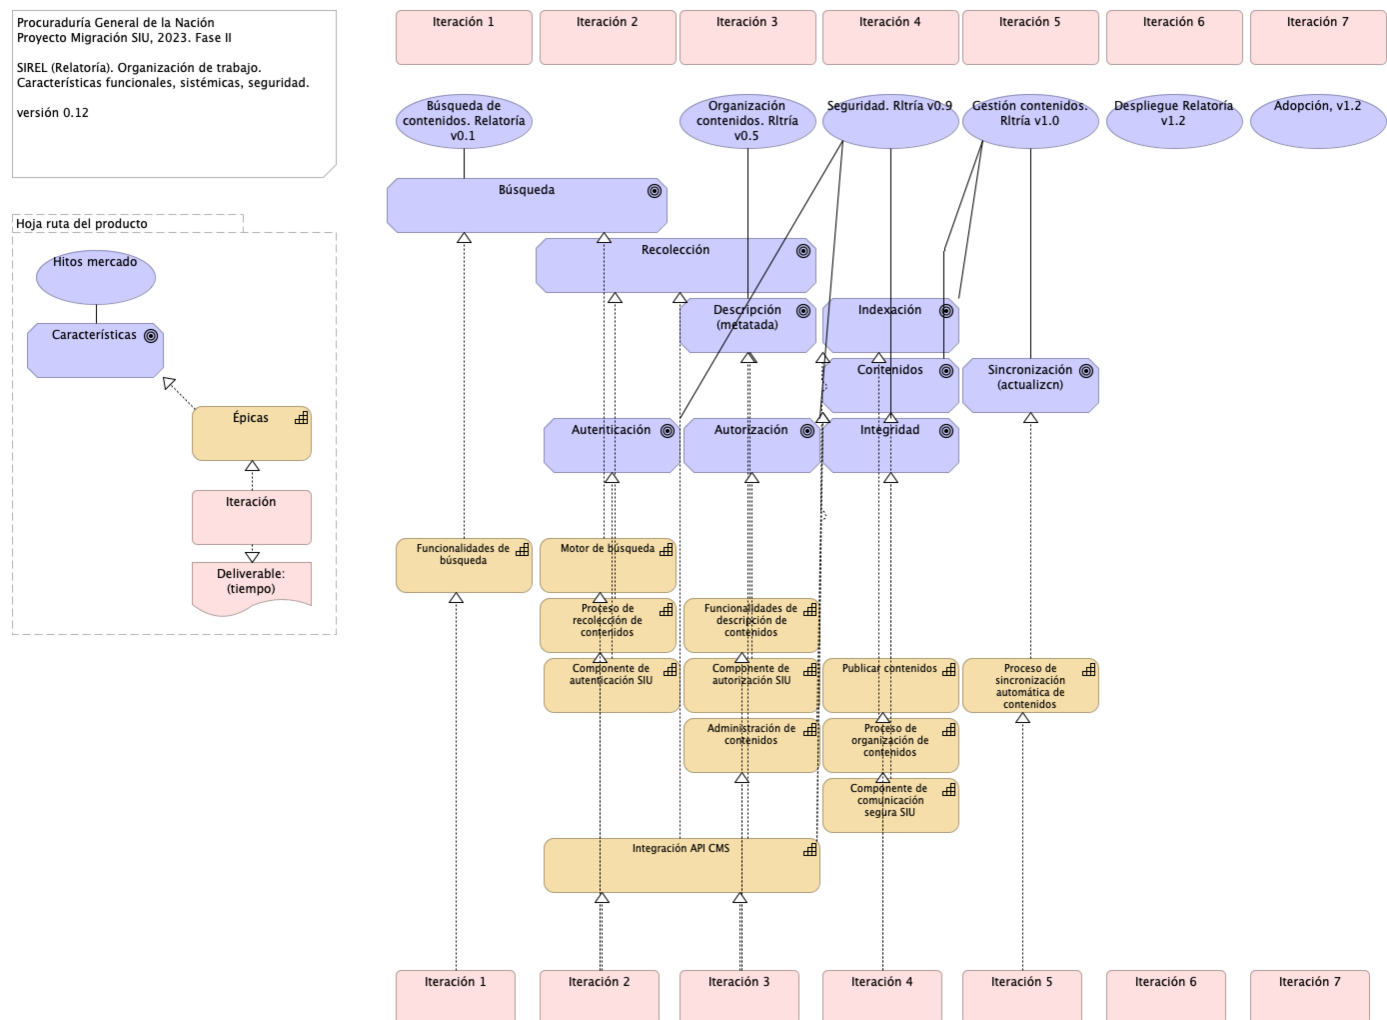 Procuraduría General de la Nación
Proyecto Migración SIU, 2023. Fase II
SIREL (Relatoría). Organización de trabajo.
Características funcionales, sistémicas, seguridad.
versión 0.12
Hoja ruta del producto
Hitos mercado
Características
Épicas
Iteración
Deliverable:
(tiempo)
Iteración 1
Iteración 2
Iteración 3
Iteración 4
Iteración 5
Iteración 6
Iteración 7
Búsqueda de
contenidos. Relatoría
v0.1
Organización
contenidos. Rltría
v0.5
Seguridad. Rltría v0.9
Gestión contenidos.
Rltría v1.0
Despliegue Relatoría
v1.2
Adopción, v1.2
Búsqueda
Recolección
Descripción
(metatada)
Indexación
Contenidos
Sincronización
(actualizcn)
Autenticación
Autorización
Integridad
Funcionalidades de
búsqueda
Motor de búsqueda
Proceso de
recolección de
contenidos
Funcionalidades de
descripción de
contenidos
Componente de
autenticación SIU
Componente de
autorización SIU
Publicar contenidos
Proceso de
sincronización
automática de
contenidos
Administración de
contenidos
Proceso de
organización de
contenidos
Componente de
comunicación
segura SIU
Integración API CMS
Iteración 1
Iteración 2
Iteración 3
Iteración 4
Iteración 5
Iteración 6
Iteración 7